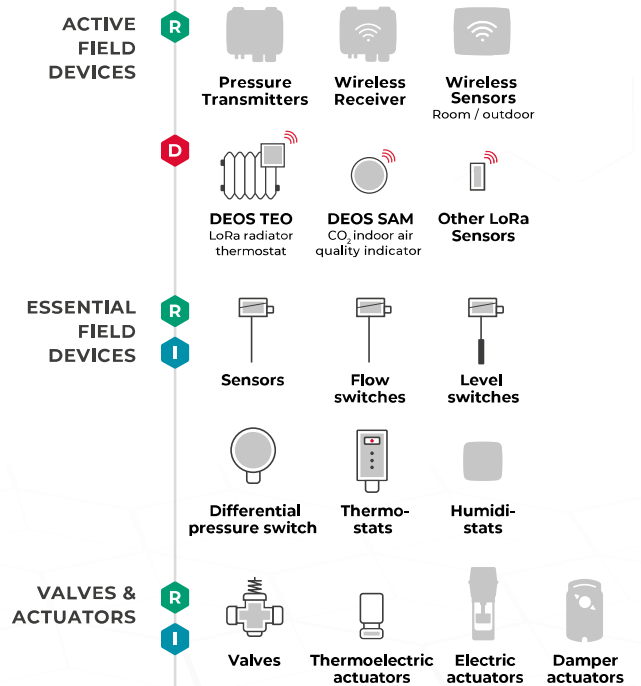 ACTIVE
FIELD
DEVICES
R
Pressure
Transmitters
Wireless
Receiver
Wireless
Sensors
Room / outdoor
D
DEOS TEO
LoRa radiator
thermostat
DEOS SAM
CO₂ indoor air
quality indicator
Other LoRa
Sensors
ESSENTIAL
FIELD
DEVICES
R
I
Sensors
Flow
switches
Level
switches
Differential
pressure switch
Thermo-
stats
Humidi-
stats
VALVES &
ACTUATORS
R
I
Valves
Thermoelectric
actuators
Electric
actuators
Damper
actuators